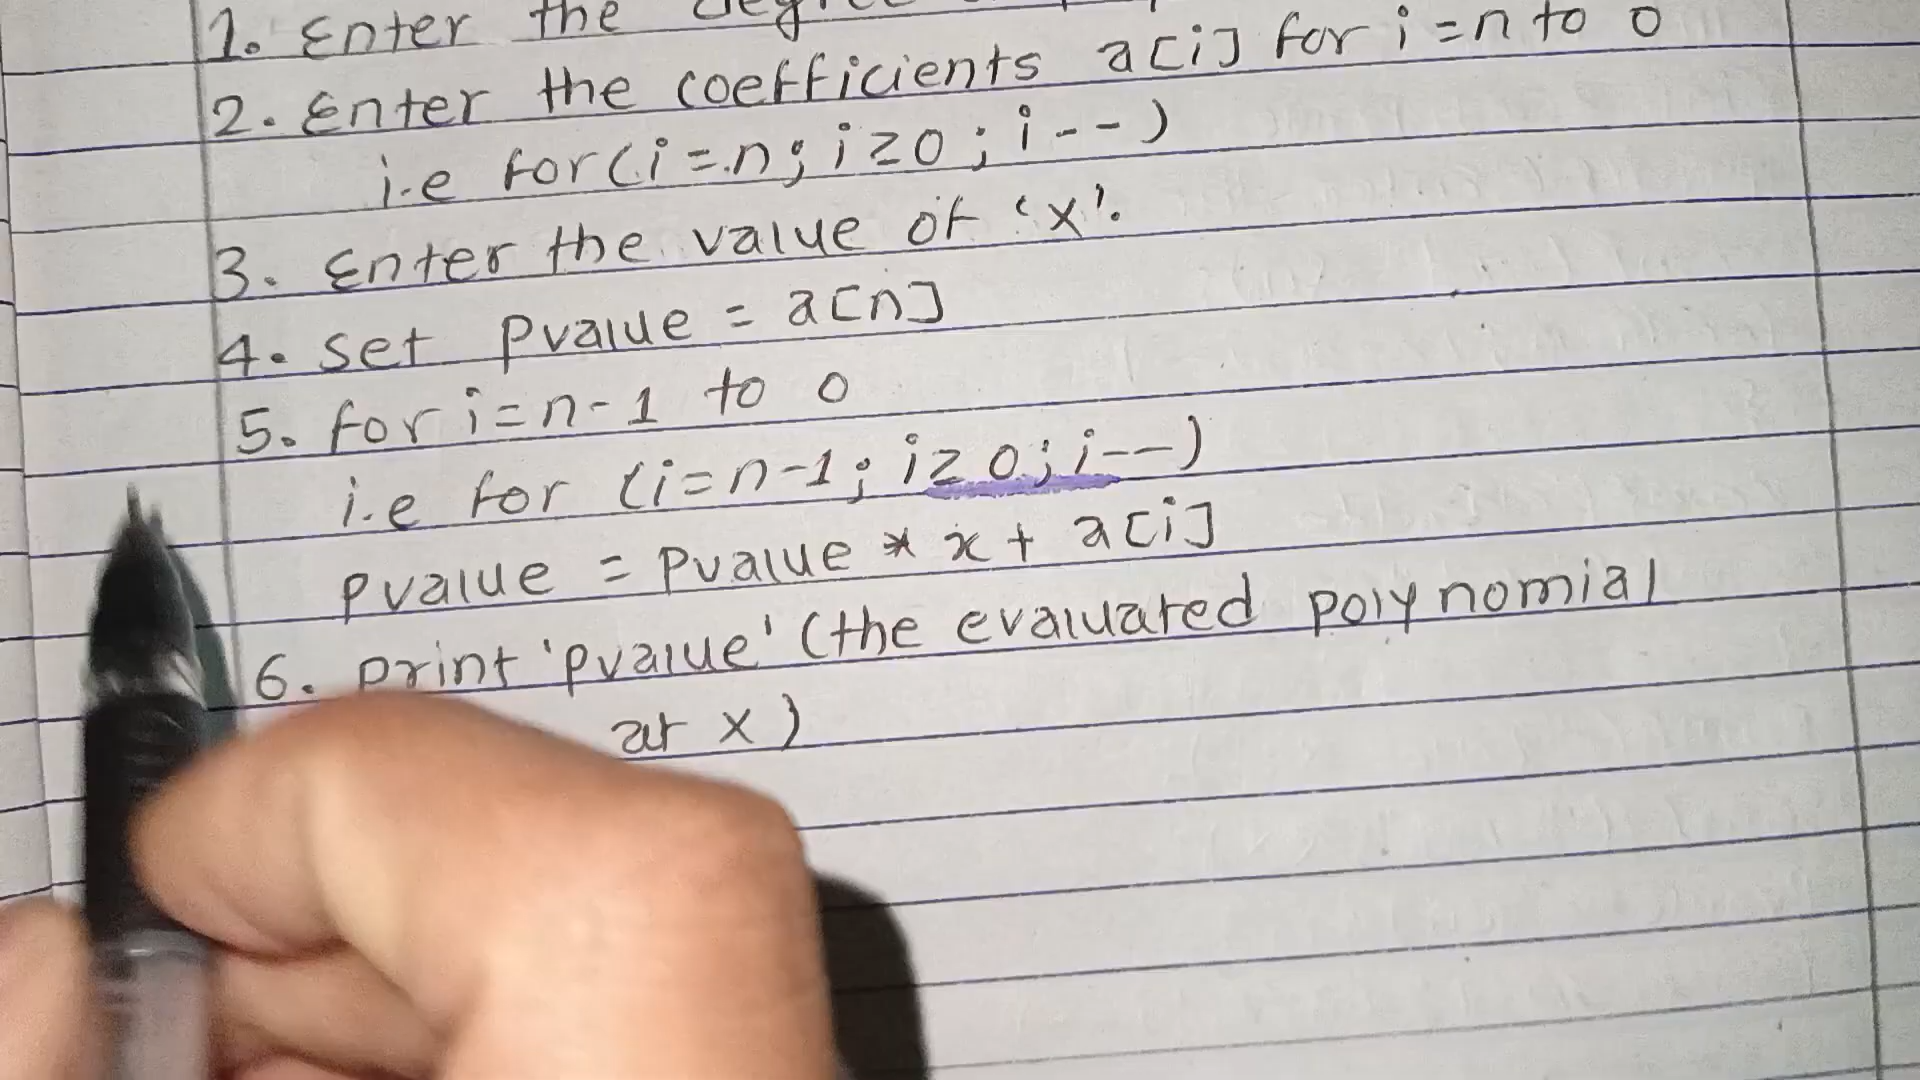 1. Enter the degree
2. Enter the coefficients a[i] for i = n to 0
i.e for(i=n; i≥0; i--)
3. Enter the value of 'x'.
4. set Pvalue = a[n]
5. for i=n-1 to 0
i.e for (i=n-1; i≥0; i--)
pvalue = pvalue * x + a[i]
6. print 'pvalue' (the evaluated polynomial
at x)